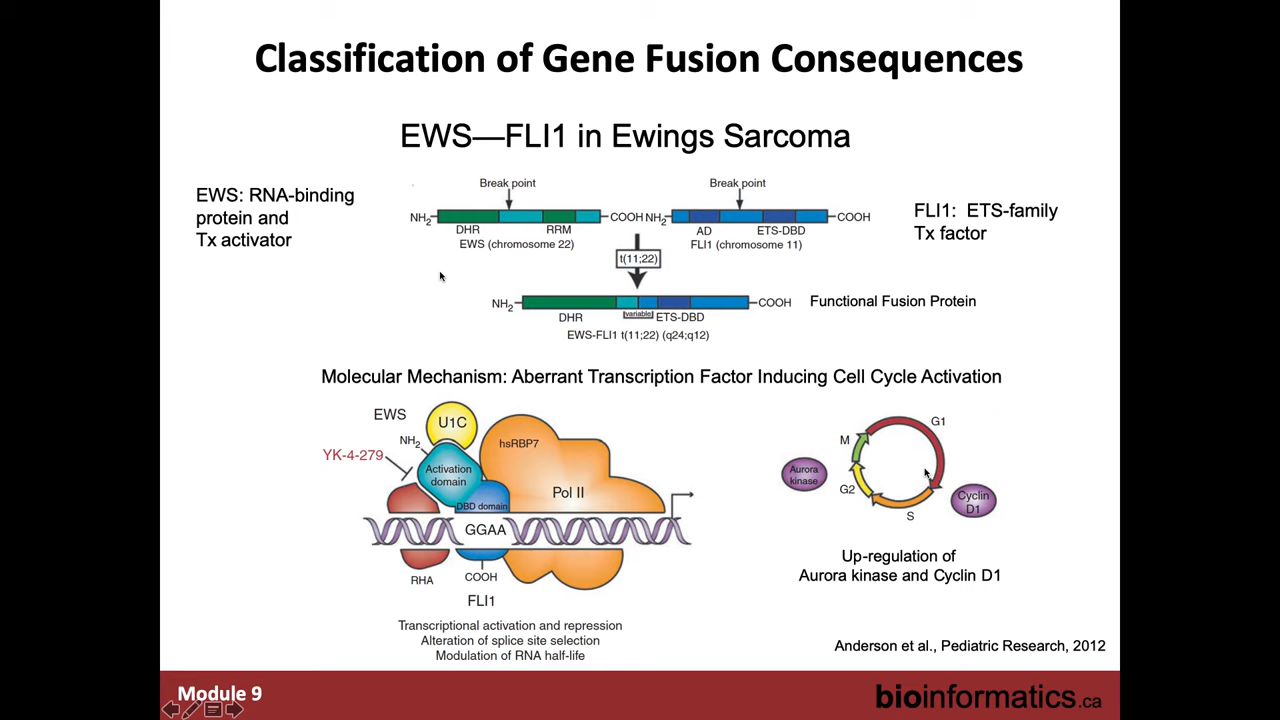 Classification of Gene Fusion Consequences
EWS—FLI1 in Ewings Sarcoma
EWS: RNA-binding
protein and
Tx activator
Break point
NH2
DHR
RRM
COOH
EWS (chromosome 22)
Break point
NH2
AD
ETS-DBD
COOH
FLI1 (chromosome 11)
FLI1: ETS-family
Tx factor
t(11;22)
NH2
COOH
DHR
variable
ETS-DBD
EWS-FLI1 t(11;22) (q24;q12)
Functional Fusion Protein
Molecular Mechanism: Aberrant Transcription Factor Inducing Cell Cycle Activation
EWS
U1C
NH2
hsRBP7
YK-4-279
Activation
domain
Pol II
DBD domain
GGAA
RHA
COOH
FLI1
Transcriptional activation and repression
Alteration of splice site selection
Modulation of RNA half-life
G1
M
Aurora
kinase
G2
Cyclin
D1
S
Up-regulation of
Aurora kinase and Cyclin D1
Anderson et al., Pediatric Research, 2012
Module 9
bioinformatics.ca